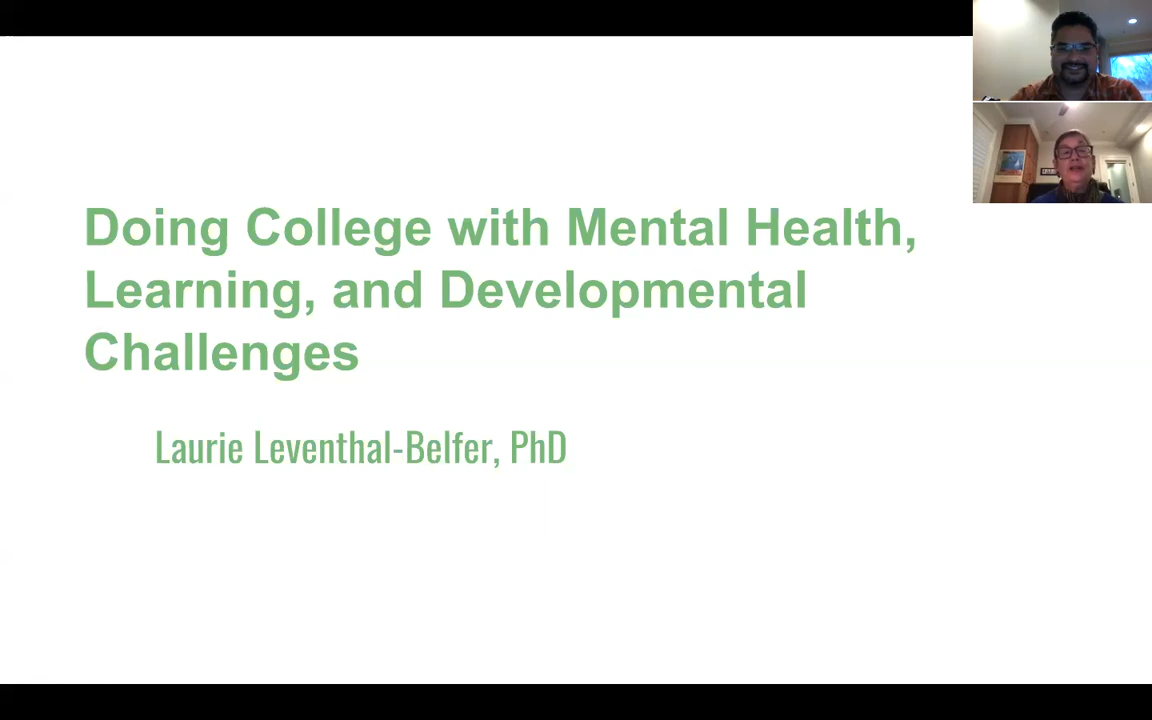 Doing College with Mental Health,
Learning, and Developmental
Challenges
Laurie Leventhal-Belfer, PhD